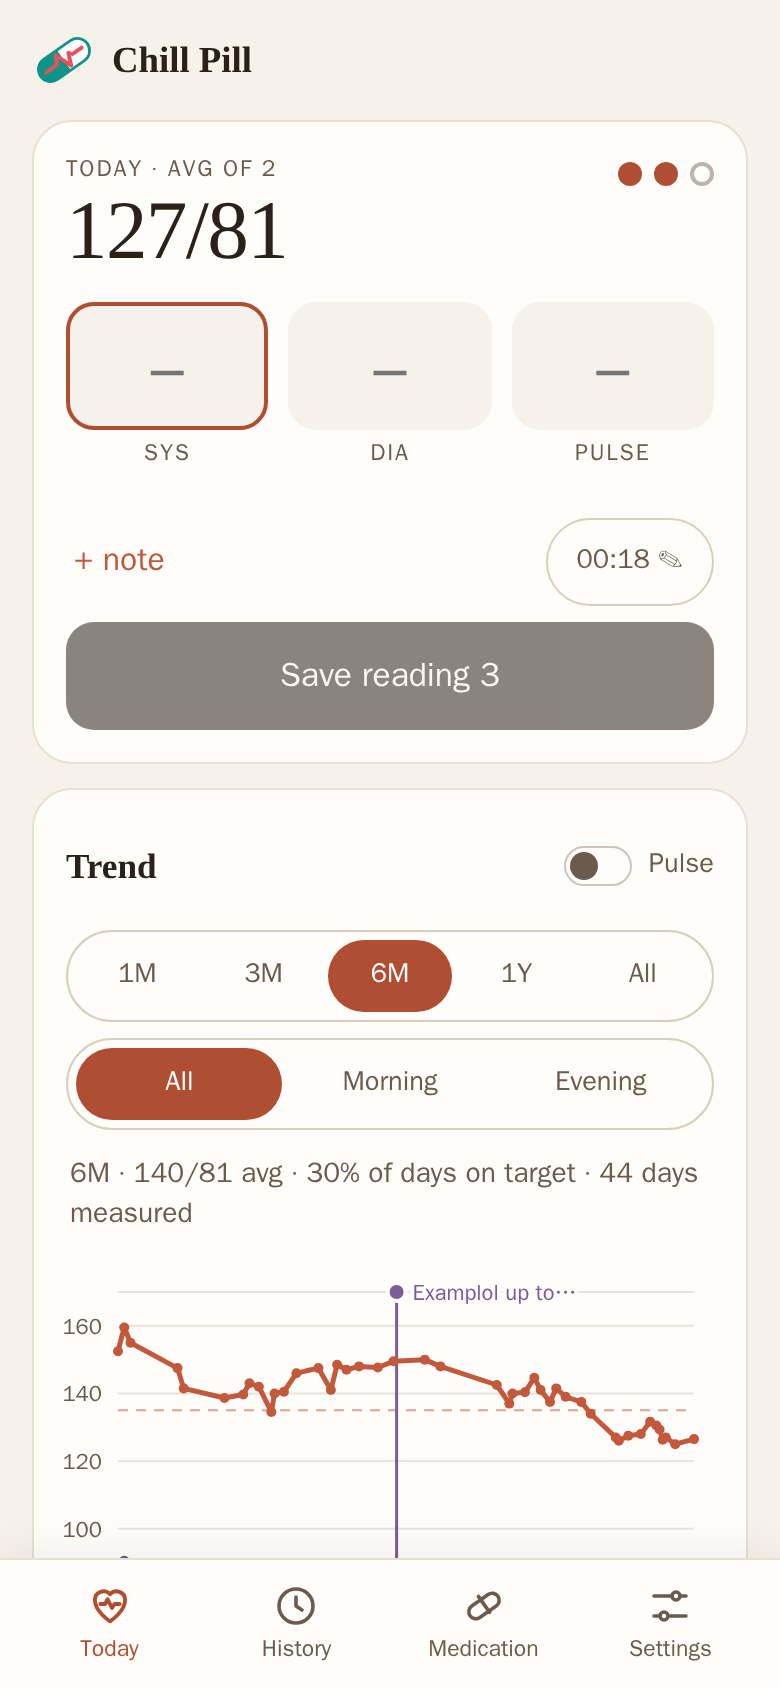 Chill Pill
TODAY · AVG OF 2
127/81
— — —
SYS DIA PULSE
+ note 00:18 ✎
Save reading 3
Trend Pulse
1M 3M 6M 1Y All
All Morning Evening
6M · 140/81 avg · 30% of days on target · 44 days
measured
Examplol up to···
160
140
120
100
Today History Medication Settings